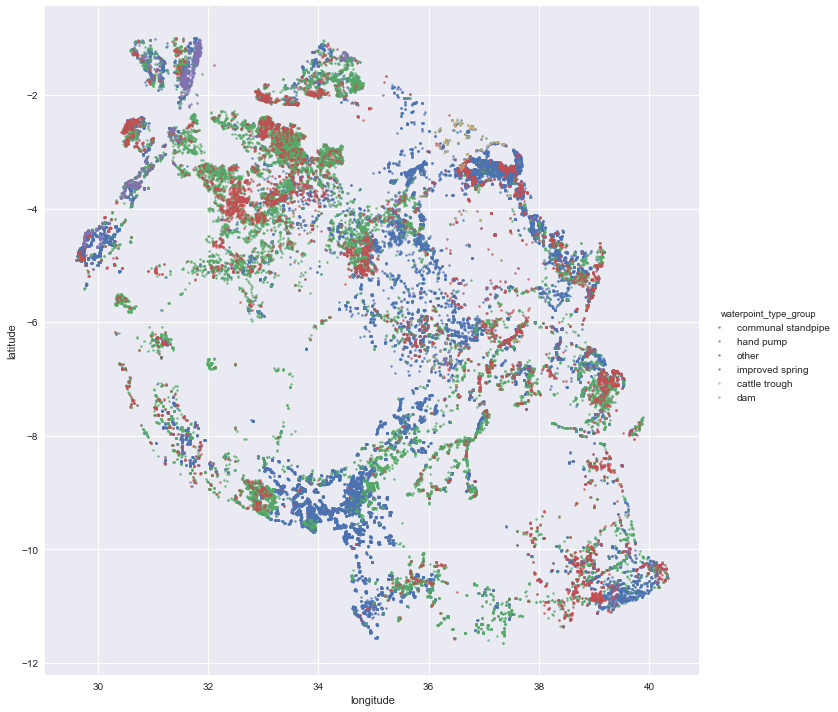 −2
−4
−6
−8
−10
−12
latitude
30
32
34
36
38
40
longitude
waterpoint_type_group
communal standpipe
hand pump
other
improved spring
cattle trough
dam